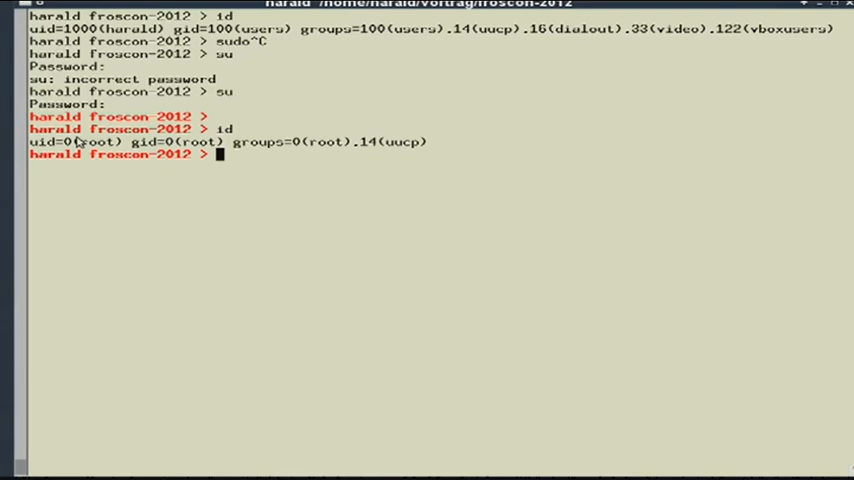 harald /home/harald/vortrag/froscon-2012
harald froscon-2012 > id
uid=1000(harald) gid=100(users) groups=100(users),14(uucp),16(dialout),33(video),122(vboxusers)
harald froscon-2012 > sudo^C
harald froscon-2012 > su
Password:
su: incorrect password
harald froscon-2012 > su
Password:
harald froscon-2012 >
harald froscon-2012 > id
uid=0(root) gid=0(root) groups=0(root),14(uucp)
harald froscon-2012 >